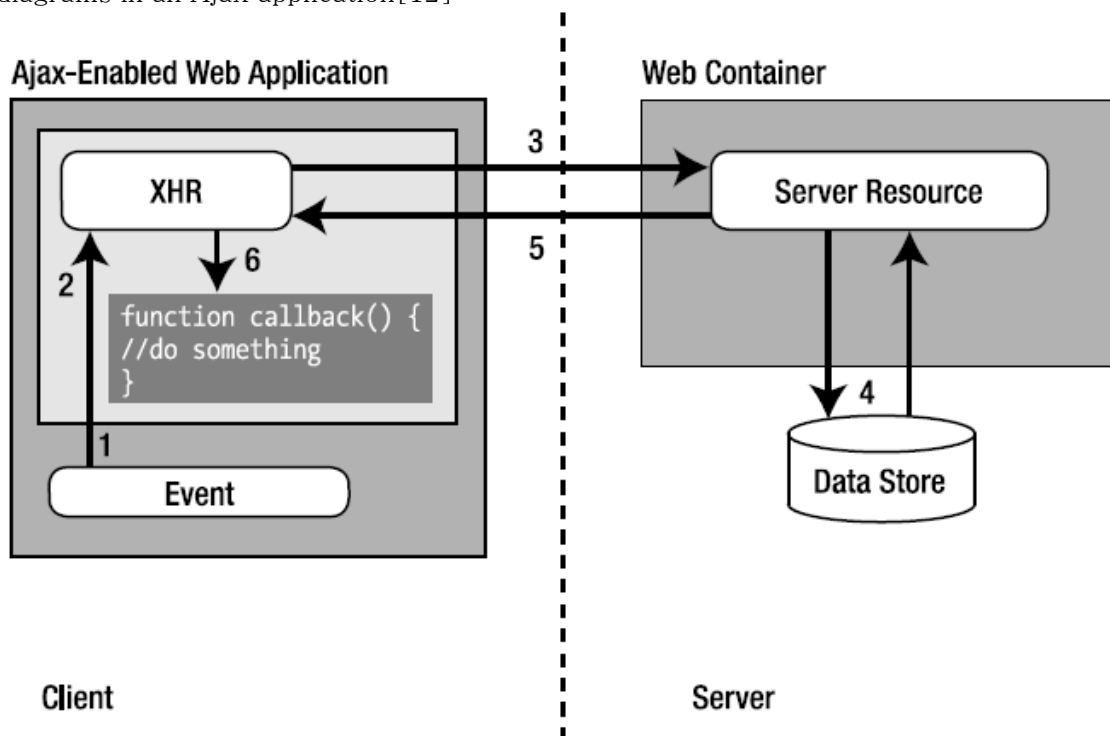 diagrams in an Ajax application[12]
Ajax-Enabled Web Application
Web Container
3
XHR
Server Resource
5
2
6
function callback() {
//do something
}
4
1
Event
Data Store
Client
Server